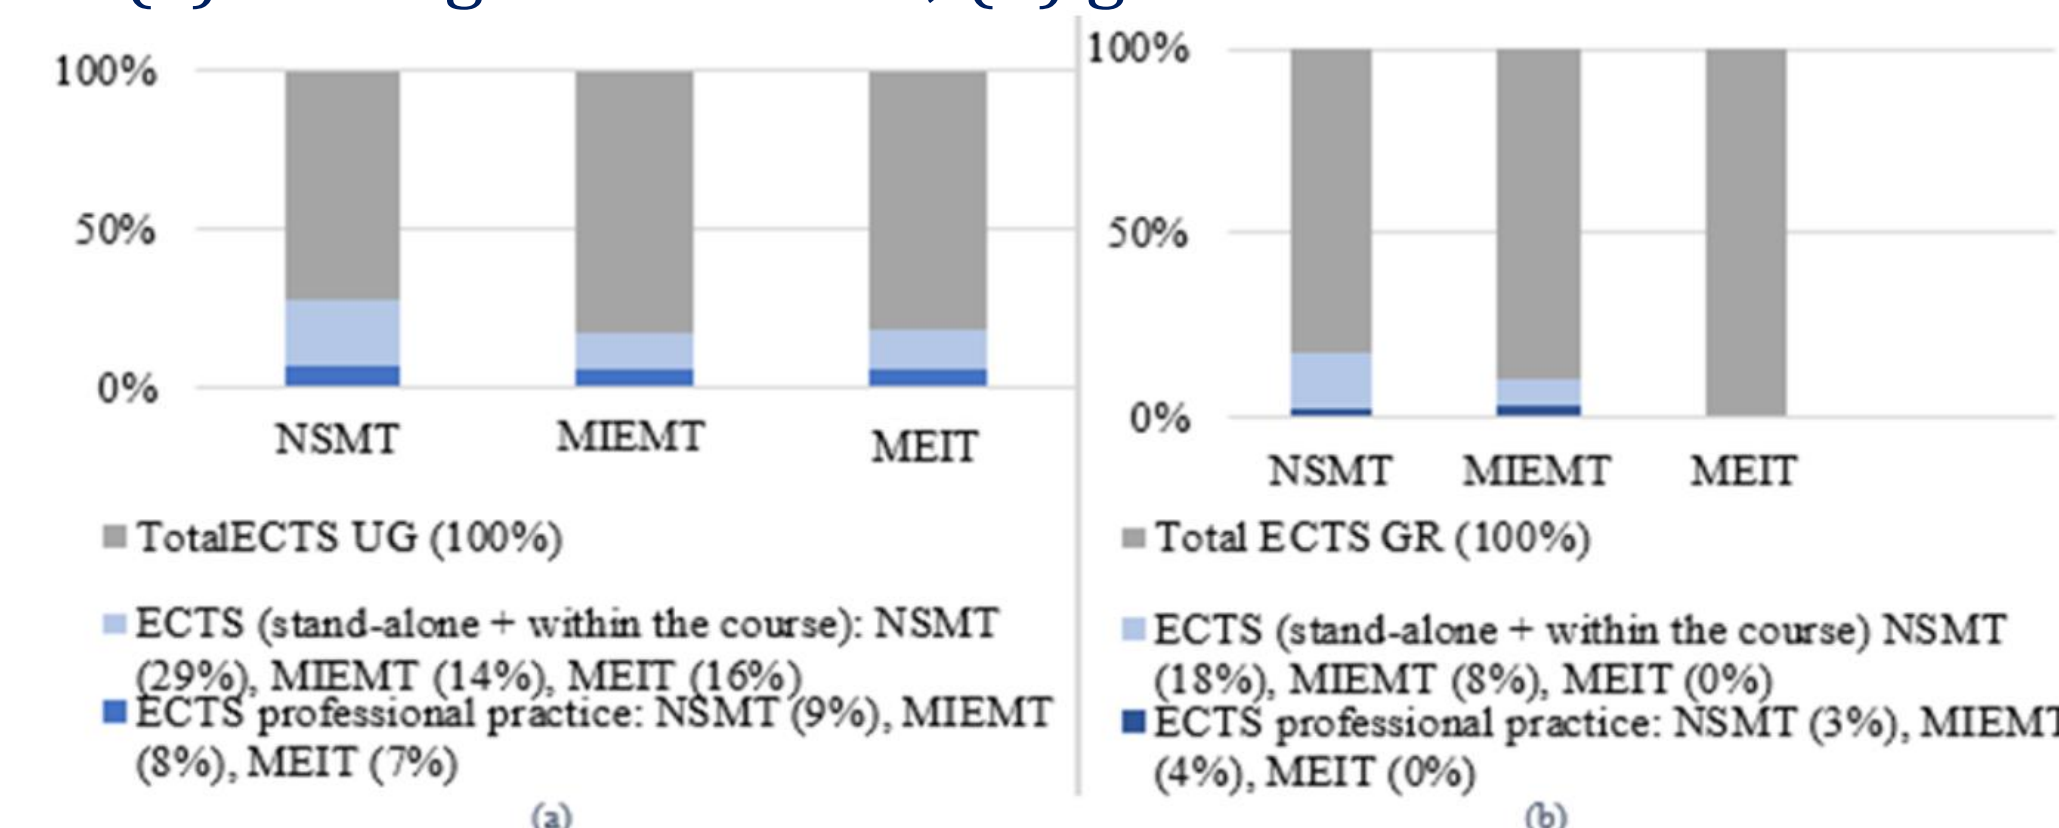 100%
50%
0%
NSMT MIEMT MEIT
TotalECTS UG (100%)
ECTS (stand-alone + within the course): NSMT
(29%), MIEMT (14%), MEIT (16%)
ECTS professional practice: NSMT (9%), MIEMT
(8%), MEIT (7%)
(a)
100%
50%
0%
NSMT MIEMT MEIT
Total ECTS GR (100%)
ECTS (stand-alone + within the course) NSMT
(18%), MIEMT (8%), MEIT (0%)
ECTS professional practice: NSMT (3%), MIEMT
(4%), MEIT (0%)
(b)